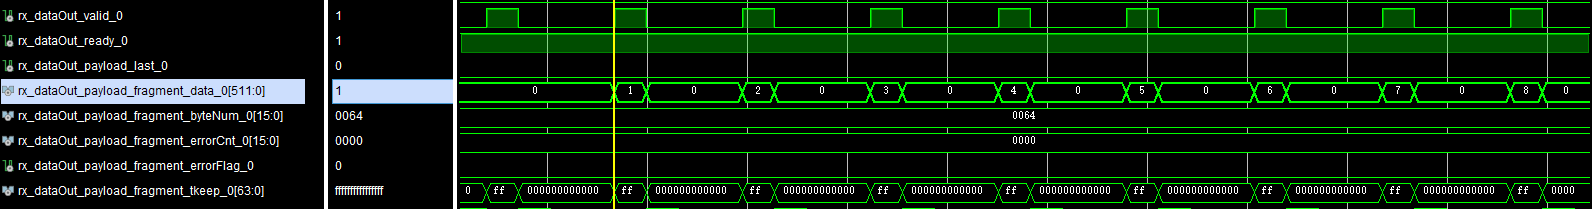 rx_dataOut_valid_0 1
rx_dataOut_ready_0 1
rx_dataOut_payload_last_0 0
rx_dataOut_payload_fragment_data_0[511:0] 1 0 1 0 2 0 3 0 4 0 5 0 6 0 7 0 8 0
rx_dataOut_payload_fragment_byteNum_0[15:0] 0064 0064
rx_dataOut_payload_fragment_errorCnt_0[15:0] 0000 0000
rx_dataOut_payload_fragment_errorFlag_0 0
rx_dataOut_payload_fragment_tkeep_0[63:0] ffffffffffffffff 0 ff 000000000000 ff 000000000000 ff 000000000000 ff 000000000000 ff 000000000000 ff 000000000000 ff 000000000000 ff 000000000000 ff 0000